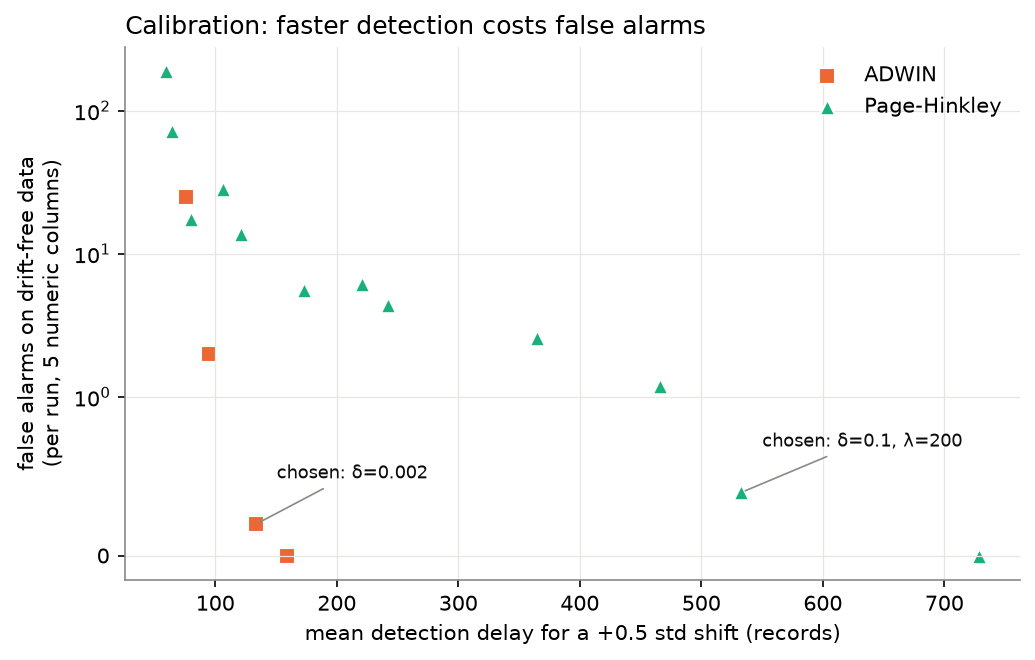 Calibration: faster detection costs false alarms
ADWIN
Page-Hinkley
false alarms on drift-free data
(per run, 5 numeric columns)
10²
10¹
10⁰
0
chosen: δ=0.002
chosen: δ=0.1, λ=200
100 200 300 400 500 600 700
mean detection delay for a +0.5 std shift (records)